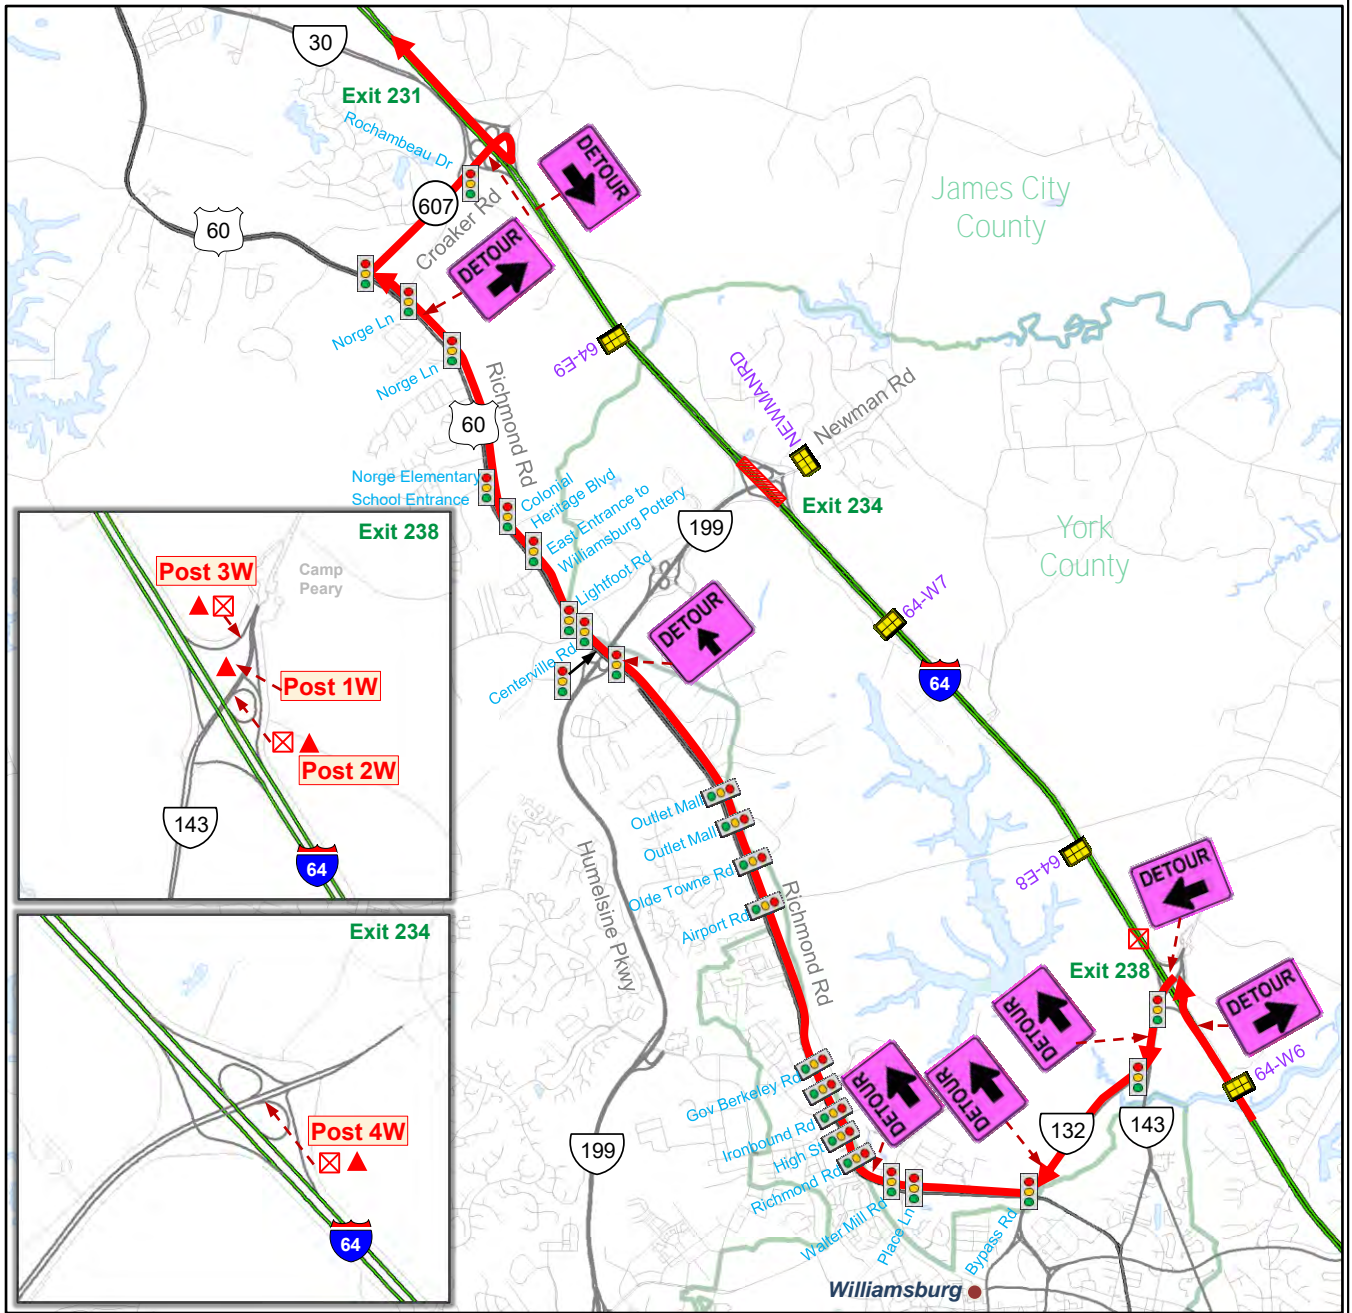 30
Exit 231
Rochambeau Dr
DETOUR
607
Croaker Rd
James City
County
60
DETOUR
Norge Ln
64-E9
Norge Ln
NEWMANRD
Newman Rd
Richmond Rd
60
Norge Elementary
School Entrance
Colonial
Heritage Blvd
East Entrance to
Williamsburg Pottery
Exit 234
199
York
County
Lightfoot Rd
DETOUR
64-W7
Centerville Rd
64
Exit 238
Post 3W
Camp
Peary
Post 1W
Post 2W
143
64
Outlet Mall
Outlet Mall
Olde Towne Rd
Airport Rd
Humelsine Pkwy
Richmond Rd
64-E8
DETOUR
Exit 238
DETOUR
DETOUR
64-W6
Exit 234
Post 4W
64
Gov Berkeley Rd
Ironbound Rd
High St
Richmond Rd
DETOUR
DETOUR
132
143
199
Walter Mill Rd
Place Ln
Bypass Rd
Williamsburg